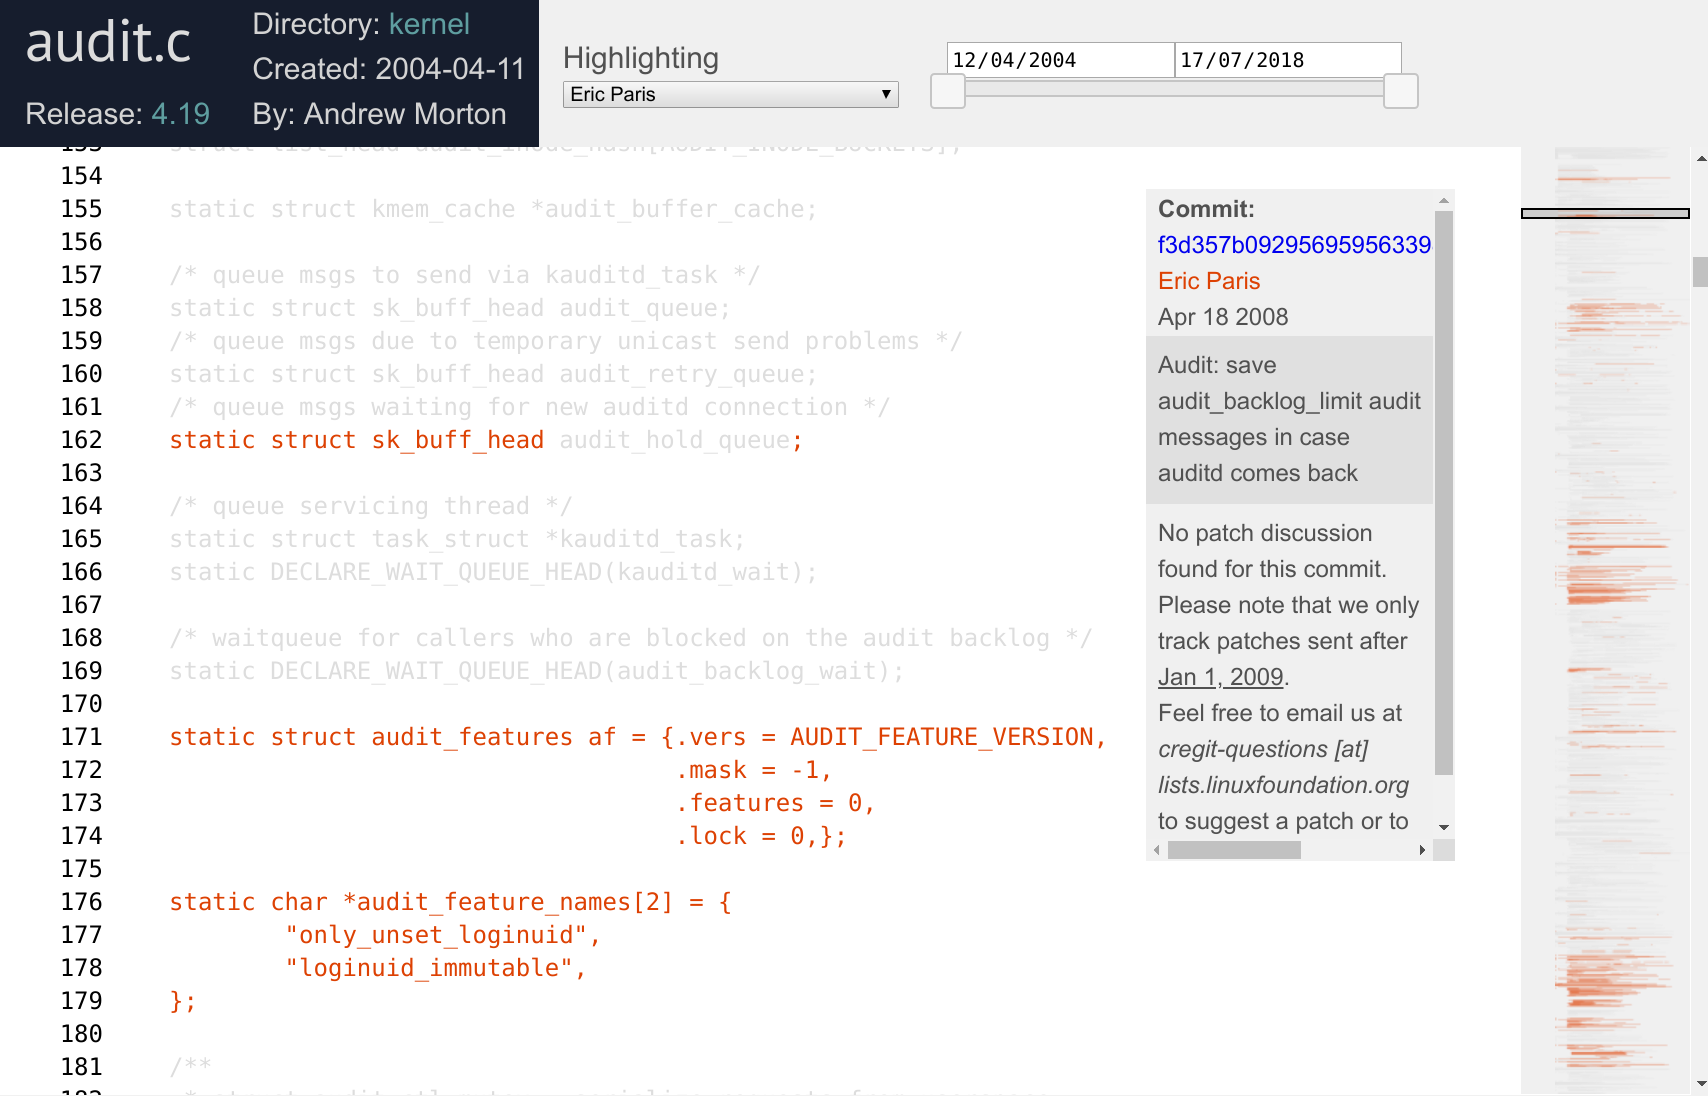 audit.c
Release: 4.19
Directory: kernel
Created: 2004-04-11
By: Andrew Morton
Highlighting
Eric Paris
12/04/2004
17/07/2018
153 struct list_head audit_inode_hash[AUDIT_INODE_BUCKETS];
154
155 static struct kmem_cache *audit_buffer_cache;
156
157 /* queue msgs to send via kauditd_task */
158 static struct sk_buff_head audit_queue;
159 /* queue msgs due to temporary unicast send problems */
160 static struct sk_buff_head audit_retry_queue;
161 /* queue msgs waiting for new auditd connection */
162 static struct sk_buff_head audit_hold_queue;
163
164 /* queue servicing thread */
165 static struct task_struct *kauditd_task;
166 static DECLARE_WAIT_QUEUE_HEAD(kauditd_wait);
167
168 /* waitqueue for callers who are blocked on the audit backlog */
169 static DECLARE_WAIT_QUEUE_HEAD(audit_backlog_wait);
170
171 static struct audit_features af = {.vers = AUDIT_FEATURE_VERSION,
172 .mask = -1,
173 .features = 0,
174 .lock = 0,};
175
176 static char *audit_feature_names[2] = {
177 "only_unset_loginuid",
178 "loginuid_immutable",
179 };
180
181 /**
182
Commit:
f3d357b09295695956339
Eric Paris
Apr 18 2008
Audit: save
audit_backlog_limit audit
messages in case
auditd comes back
No patch discussion
found for this commit.
Please note that we only
track patches sent after
Jan 1, 2009.
Feel free to email us at
cregit-questions [at]
lists.linuxfoundation.org
to suggest a patch or to